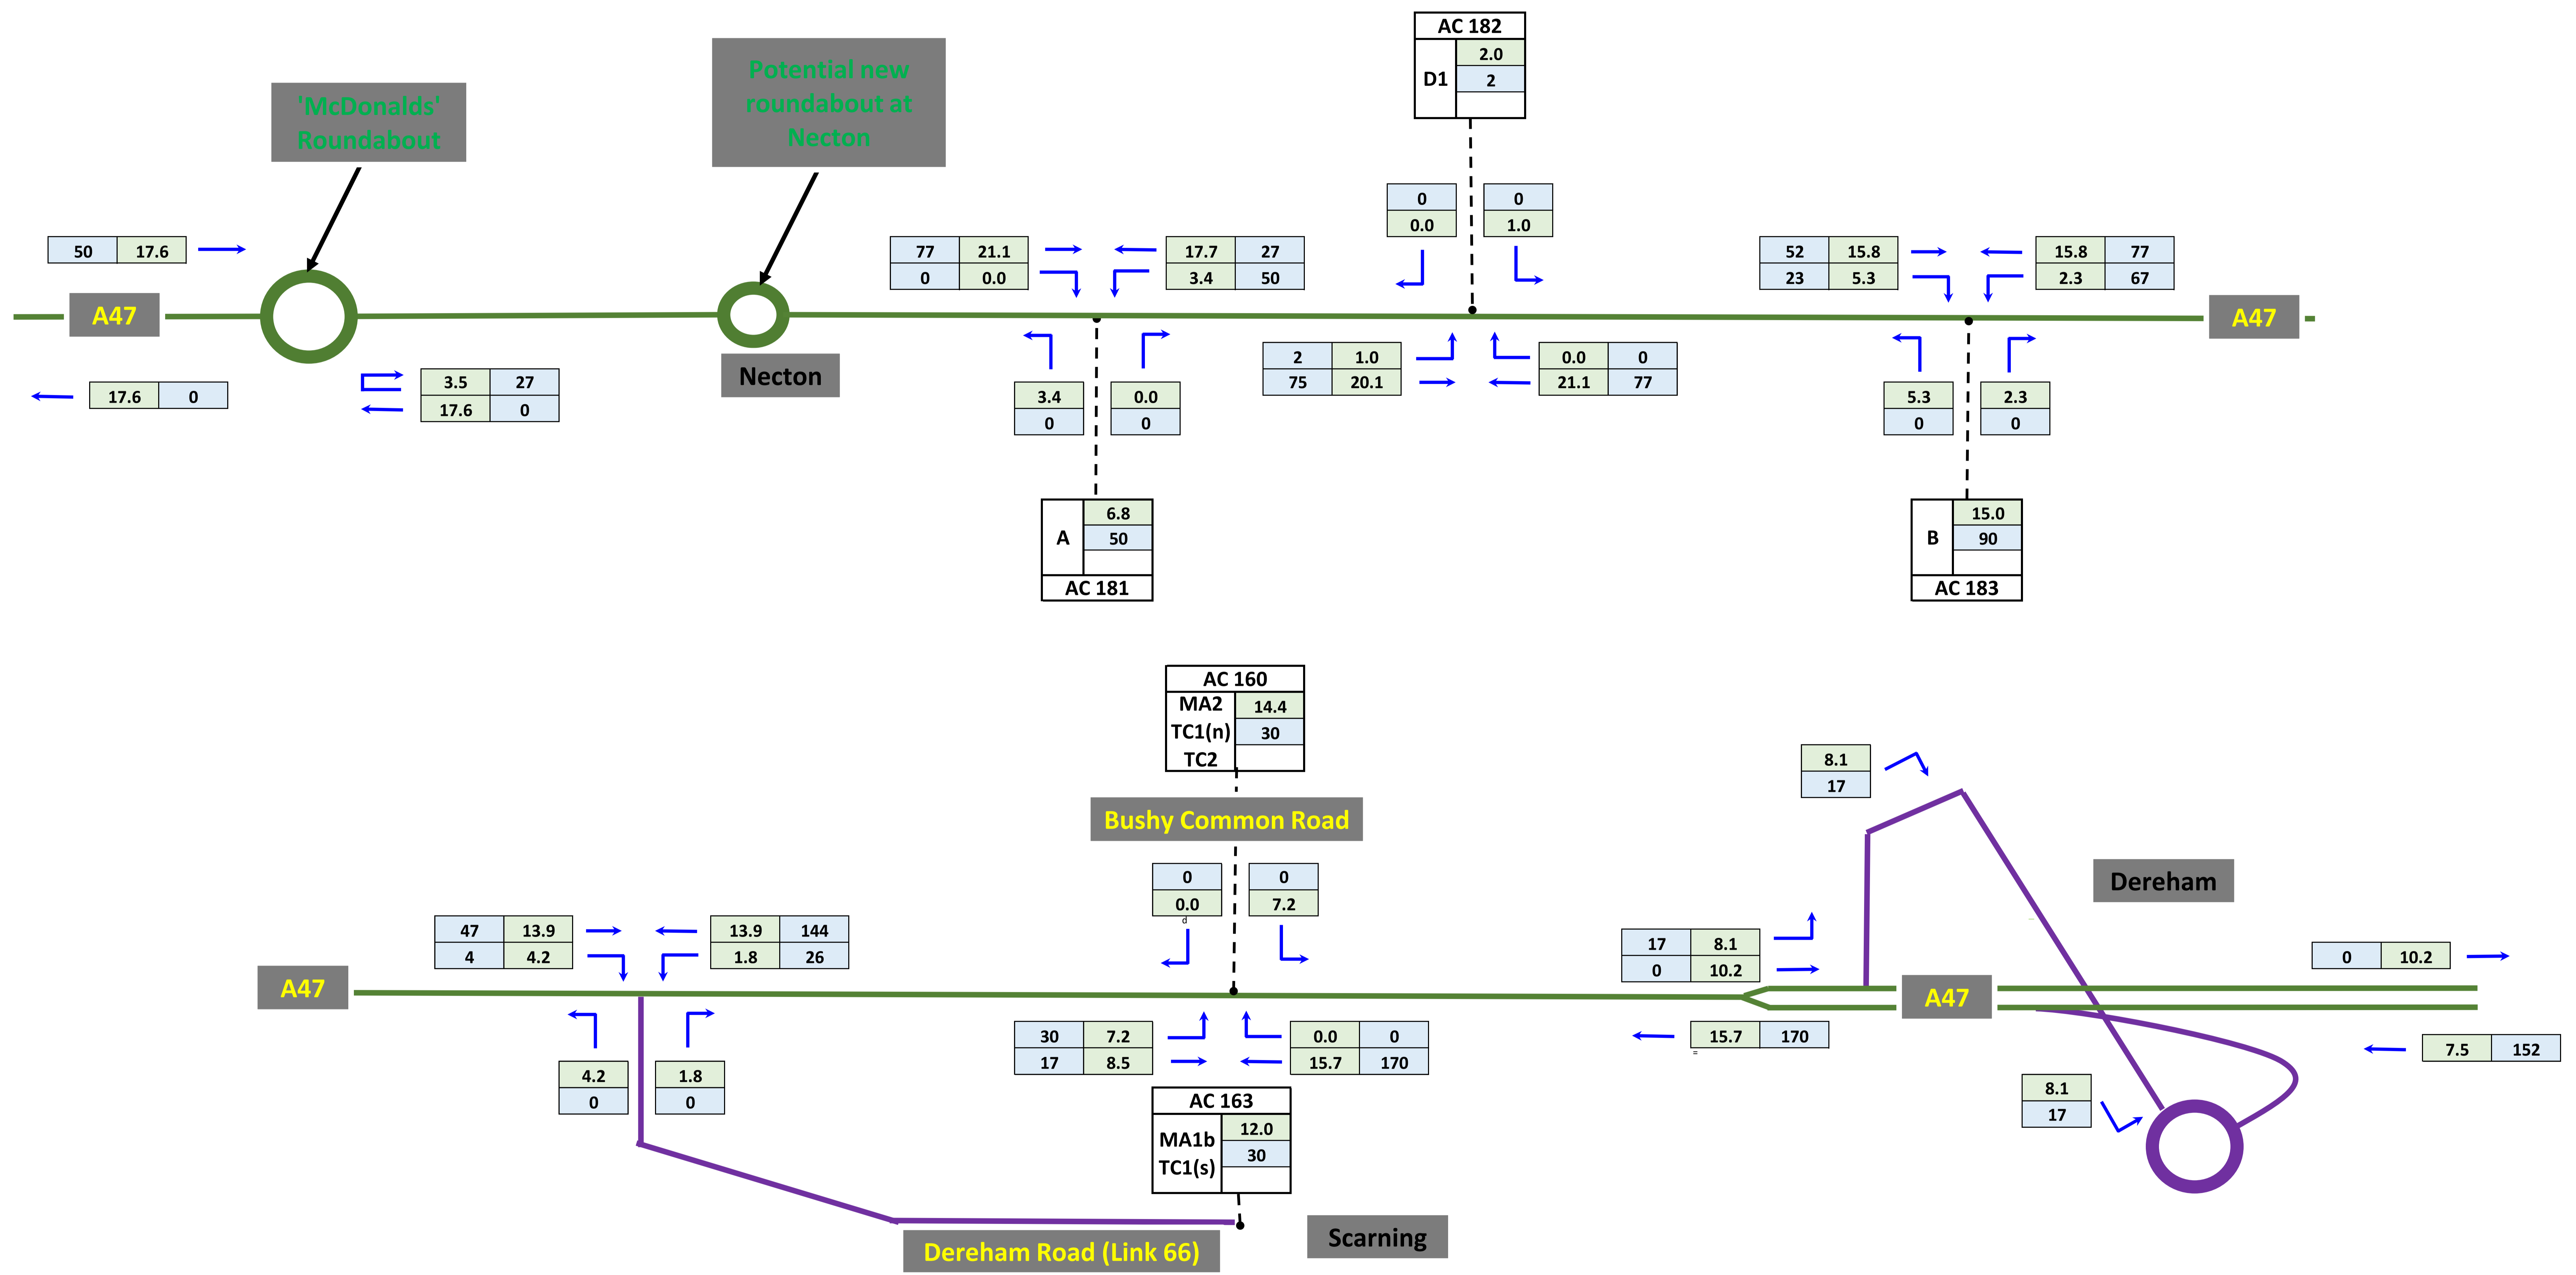 AC 182
2.0
D1
2
'McDonalds'
Roundabout
Potential new
roundabout at
Necton
0
0.0
0
1.0
50 17.6
77 21.1
0 0.0
17.7 27
3.4 50
52 15.8
23 5.3
15.8 77
2.3 67
A47
A47
Necton
2 1.0
75 20.1
0.0 0
21.1 77
17.6 0
3.5 27
17.6 0
3.4
0
0.0
0
5.3
0
2.3
0
A
6.8
50
AC 181
B
15.0
90
AC 183
AC 160
MA2
TC1(n)
TC2
14.4
30
Bushy Common Road
8.1
17
0
0.0
d
0
7.2
Dereham
47 13.9
4 4.2
13.9 144
1.8 26
17 8.1
0 10.2
0 10.2
A47
A47
30 7.2
17 8.5
0.0 0
15.7 170
15.7 170
=
7.5 152
4.2
0
1.8
0
8.1
17
AC 163
MA1b
TC1(s)
12.0
30
Scarning
Dereham Road (Link 66)